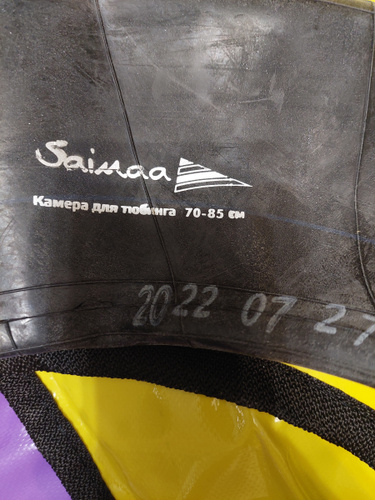 Saimaa
Камера для тюбинга 70-85 см
2022 07 27